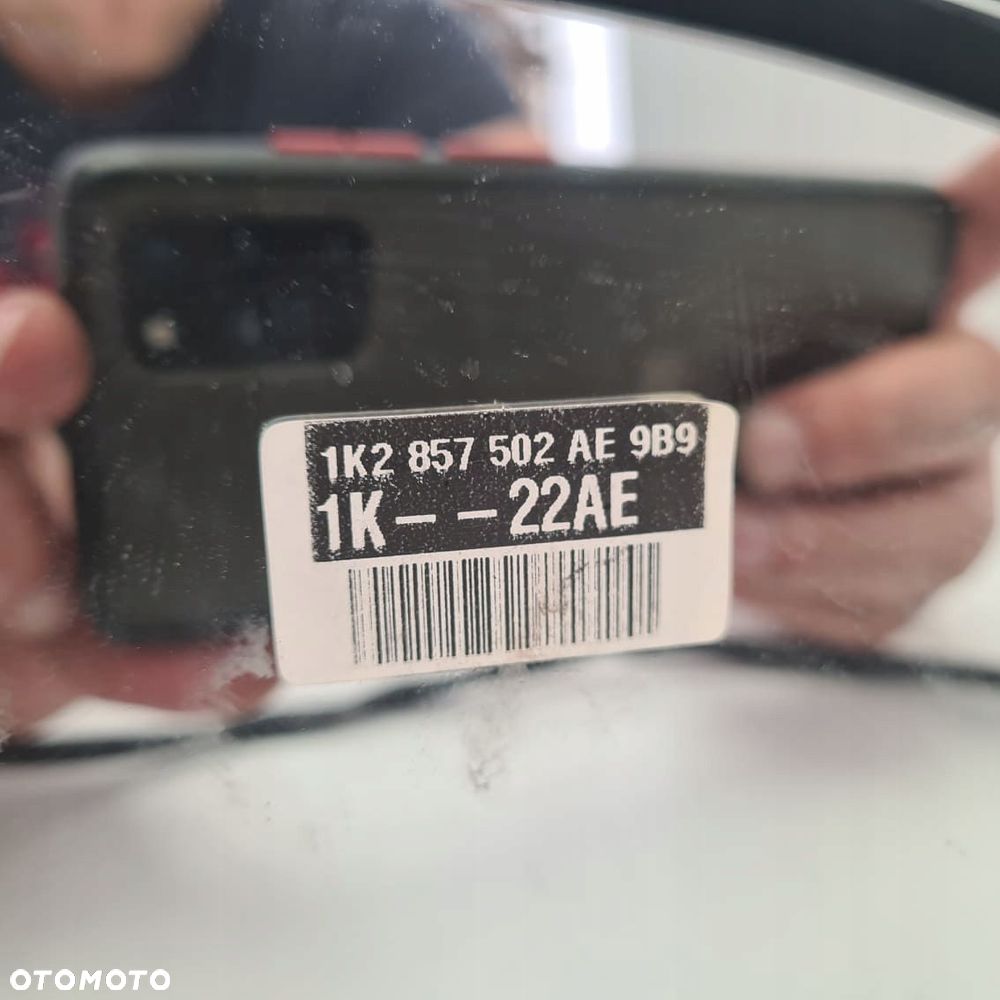 1K2 857 502 AE 9B9
1K-- --22AE
OTOMOTO